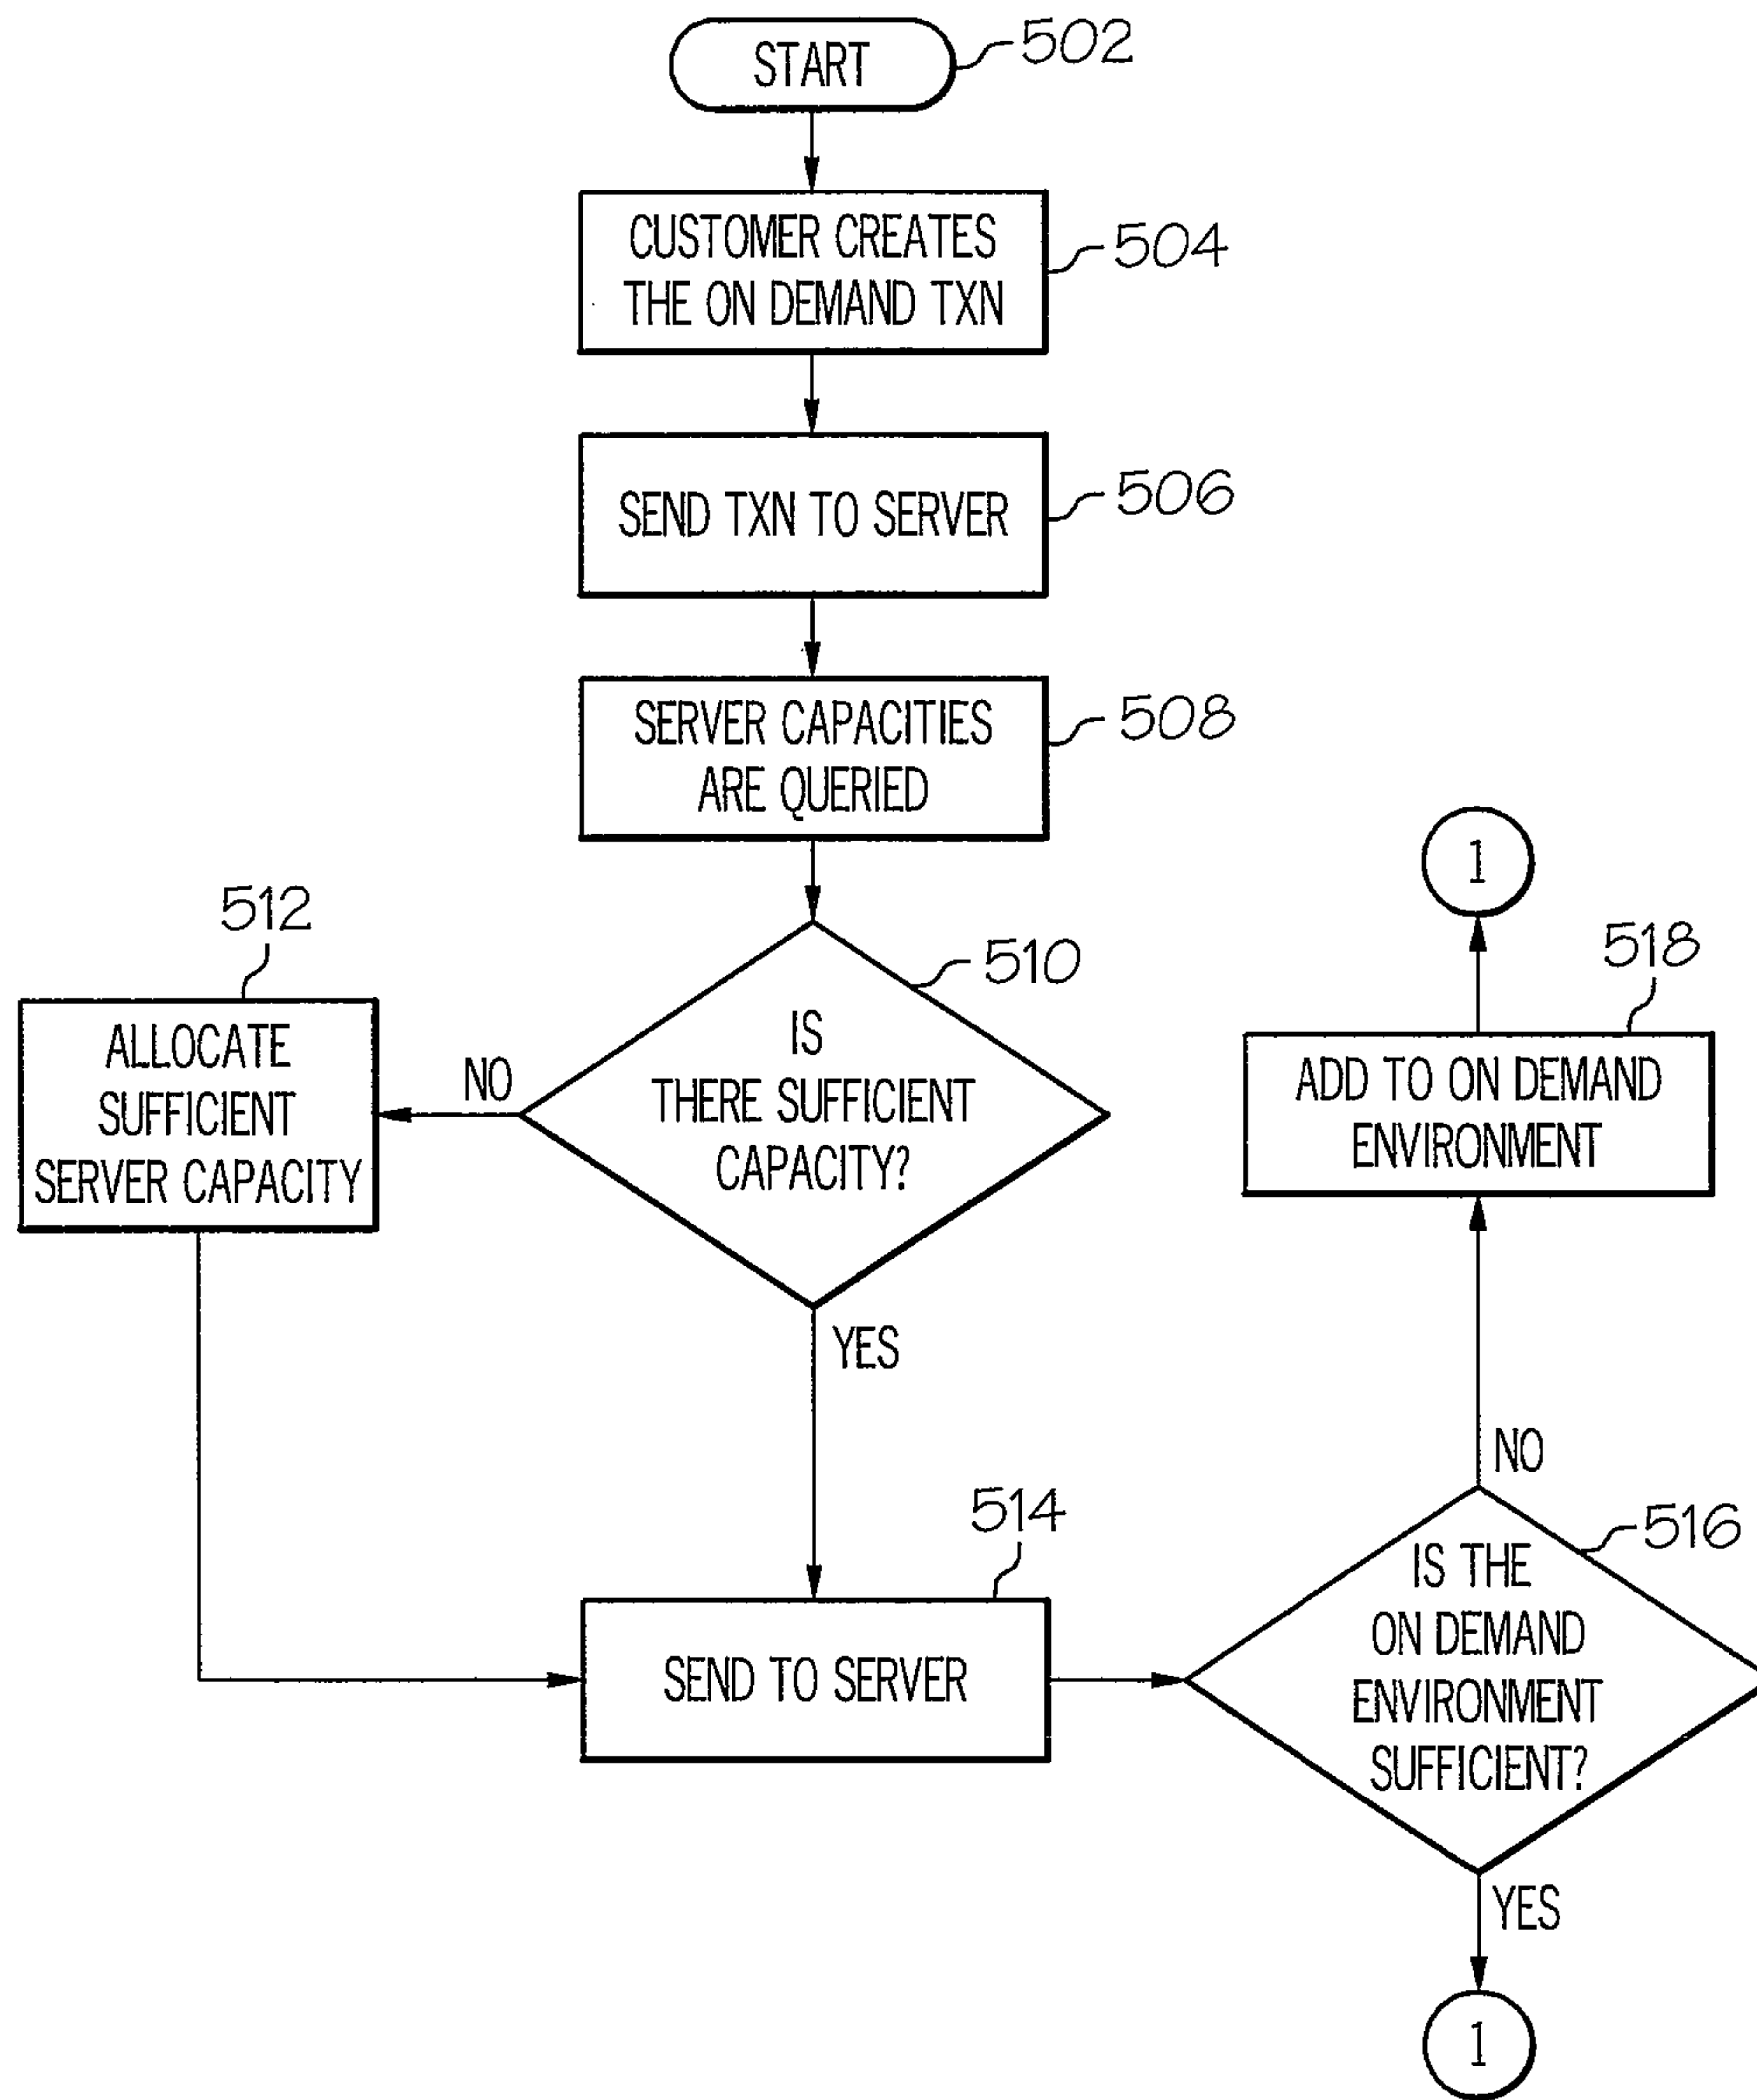 START
502
CUSTOMER CREATES
THE ON DEMAND TXN
504
SEND TXN TO SERVER
506
SERVER CAPACITIES
ARE QUERIED
508
510
IS
THERE SUFFICIENT
CAPACITY?
NO
YES
512
ALLOCATE
SUFFICIENT
SERVER CAPACITY
514
SEND TO SERVER
516
IS THE
ON DEMAND
ENVIRONMENT
SUFFICIENT?
NO
518
ADD TO ON DEMAND
ENVIRONMENT
1
YES
1